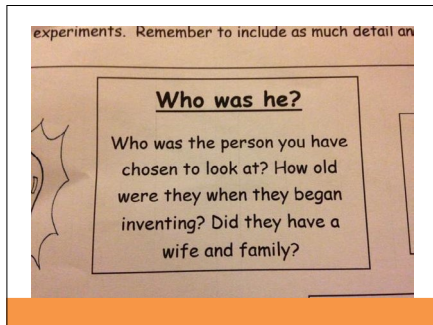 experiments. Remember to include as much detail an
Who was he?
Who was the person you have
chosen to look at? How old
were they when they began
inventing? Did they have a
wife and family?